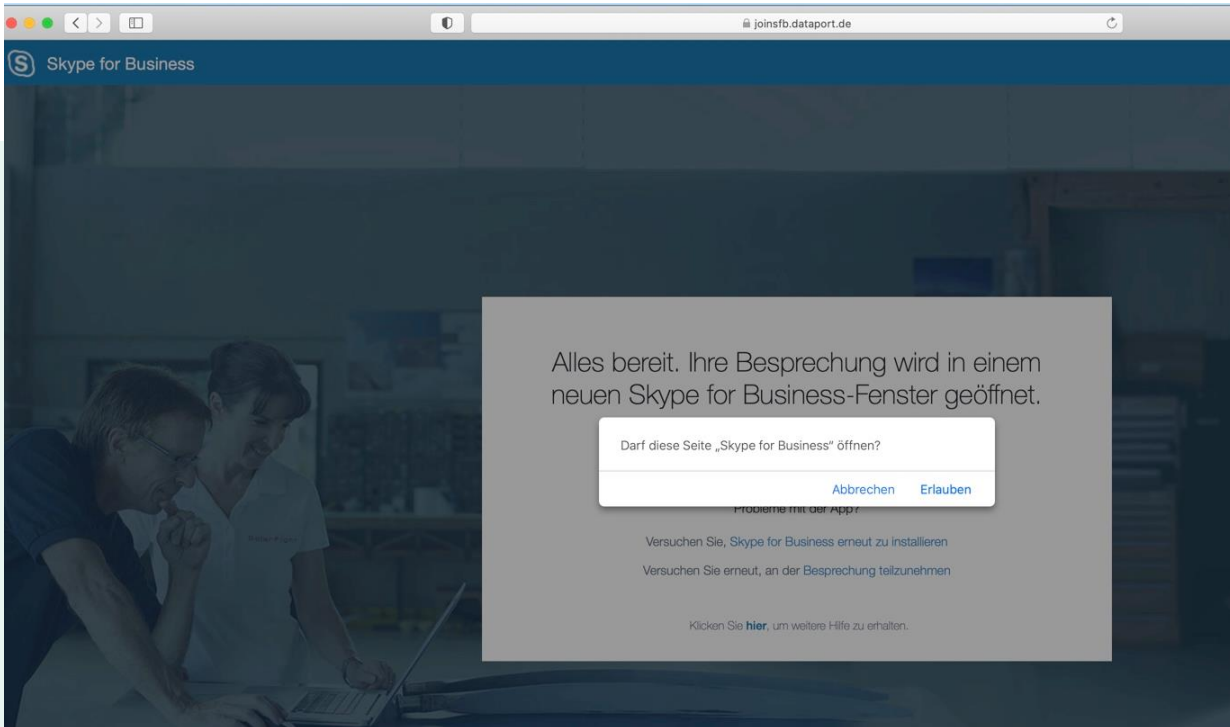 joinsfb.dataport.de
Skype for Business
Alles bereit. Ihre Besprechung wird in einem
neuen Skype for Business-Fenster geöffnet.
Darf diese Seite „Skype for Business“ öffnen?
Abbrechen Erlauben
Probleme mit der App?
Versuchen Sie, Skype for Business erneut zu installieren
Versuchen Sie erneut, an der Besprechung teilzunehmen
Klicken Sie hier, um weitere Hilfe zu erhalten.